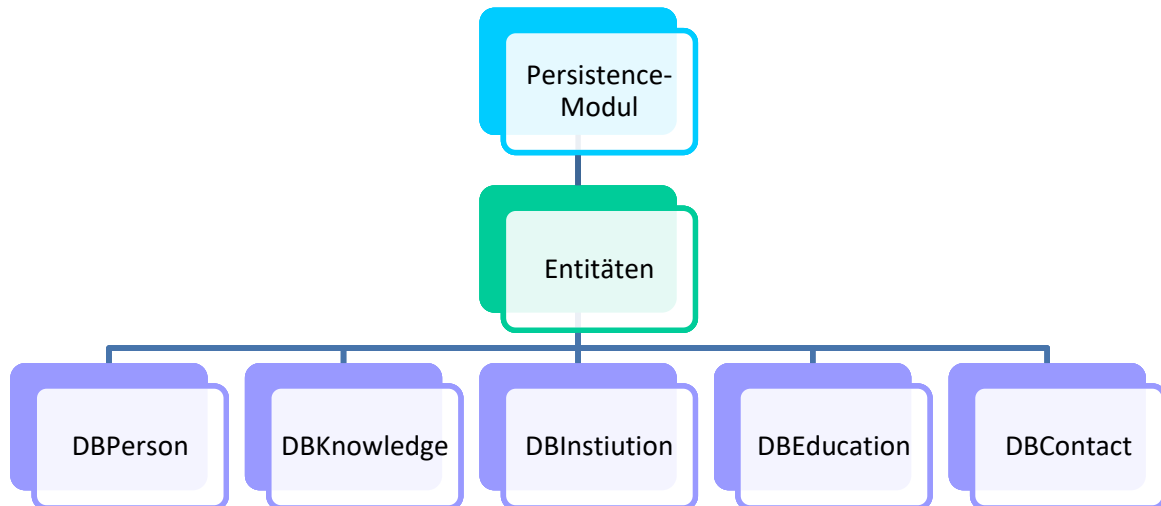 Persistence-
Modul
Entitäten
DBPerson
DBKnowledge
DBInstiution
DBEducation
DBContact